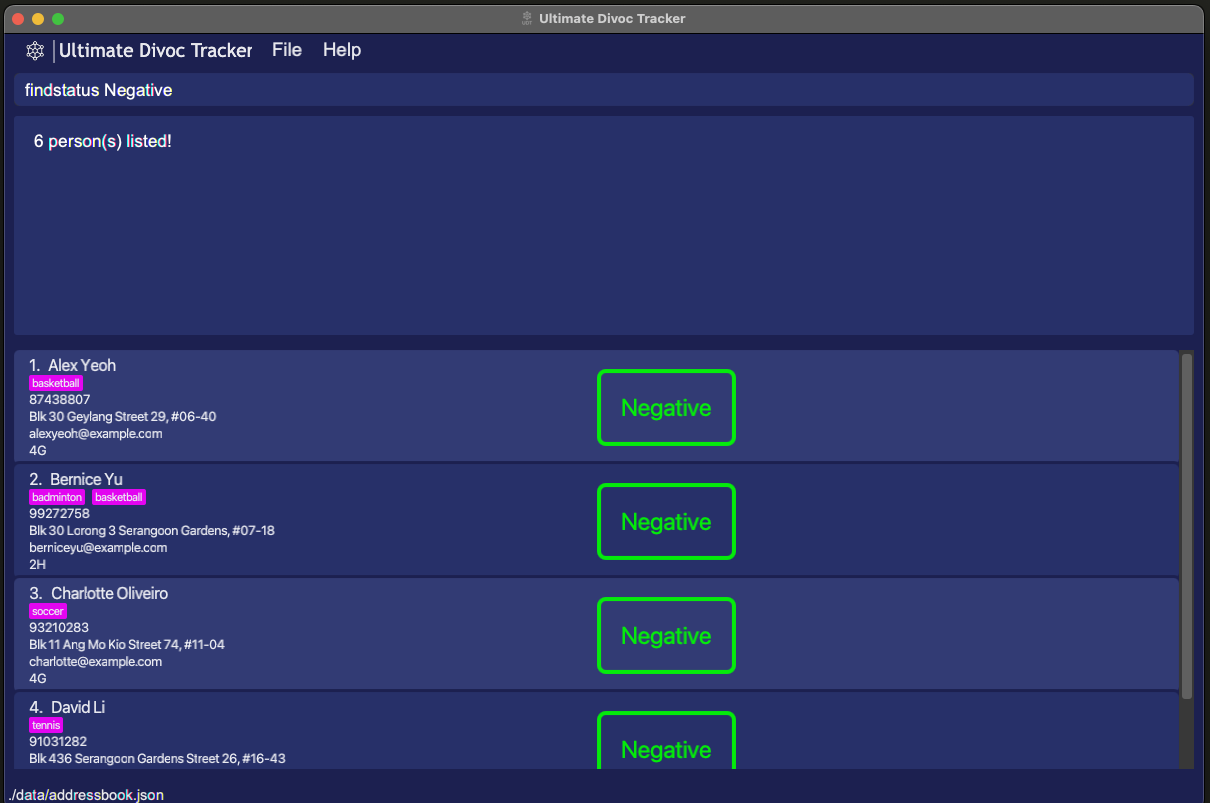 Ultimate Divoc Tracker
Ultimate Divoc Tracker File Help
findstatus Negative
6 person(s) listed!
1. Alex Yeoh
basketball
87438807
Blk 30 Geylang Street 29, #06-40
alexyeoh@example.com
4G
Negative
2. Bernice Yu
badminton basketball
99272758
Blk 30 Lorong 3 Serangoon Gardens, #07-18
berniceyu@example.com
2H
Negative
3. Charlotte Oliveiro
soccer
93210283
Blk 11 Ang Mo Kio Street 74, #11-04
charlotte@example.com
4G
Negative
4. David Li
tennis
91031282
Blk 436 Serangoon Gardens Street 26, #16-43
Negative
./data/addressbook.json